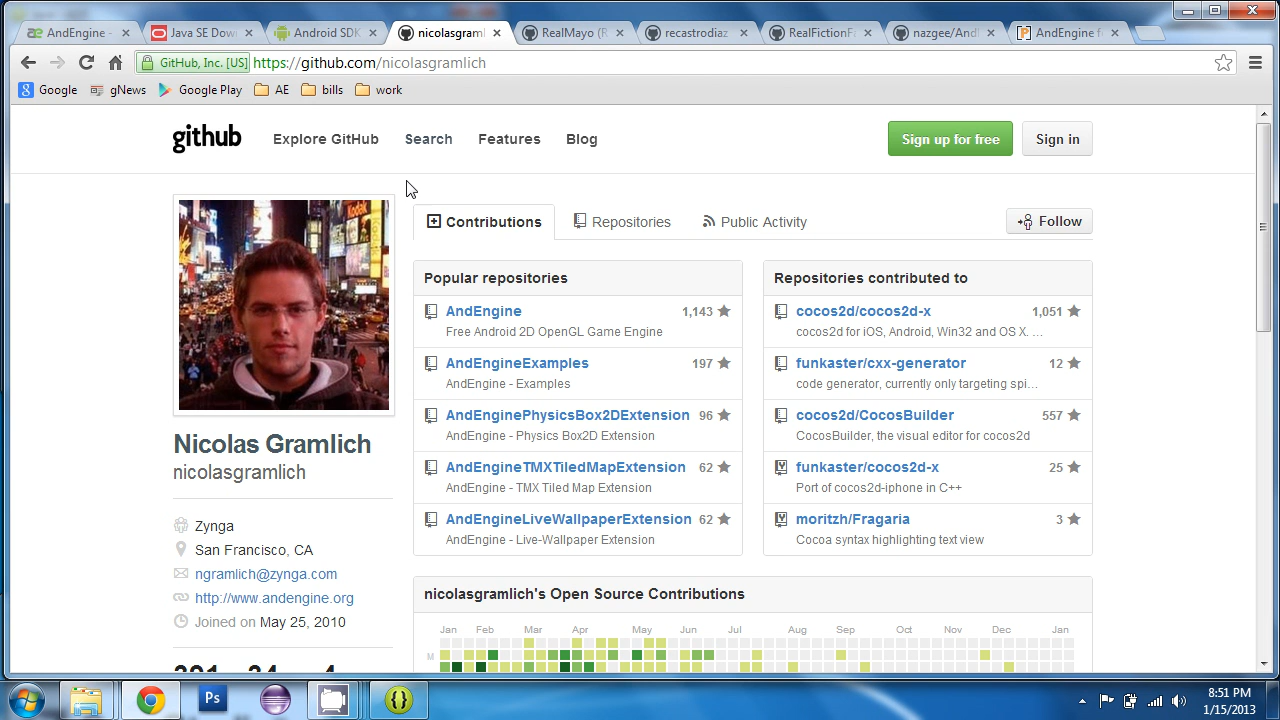 AndEngine -
Java SE Dow
Android SDK
nicolasgraml
RealMayo (R
recastrodiaz
RealFictionF
nazgee/Andl
AndEngine f
GitHub, Inc. [US]
https://github.com/nicolasgramlich
Google
gNews
Google Play
AE
bills
work
github
Explore GitHub
Search
Features
Blog
Sign up for free
Sign in
Contributions
Repositories
Public Activity
Follow
Nicolas Gramlich
nicolasgramlich
Zynga
San Francisco, CA
ngramlich@zynga.com
http://www.andengine.org
Joined on May 25, 2010
Popular repositories
AndEngine 1,143
Free Android 2D OpenGL Game Engine
AndEngineExamples 197
AndEngine - Examples
AndEnginePhysicsBox2DExtension 96
AndEngine - Physics Box2D Extension
AndEngineTMXTiledMapExtension 62
AndEngine - TMX Tiled Map Extension
AndEngineLiveWallpaperExtension 62
AndEngine - Live-Wallpaper Extension
Repositories contributed to
cocos2d/cocos2d-x 1,051
cocos2d for iOS, Android, Win32 and OS X. …
funkaster/cxx-generator 12
code generator, currently only targeting spi…
cocos2d/CocosBuilder 557
CocosBuilder, the visual editor for cocos2d
funkaster/cocos2d-x 25
Port of cocos2d-iphone in C++
moritzh/Fragaria 3
Cocoa syntax highlighting text view
nicolasgramlich's Open Source Contributions
Jan Feb Mar Apr May Jun Jul Aug Sep Oct Nov Dec Jan
M
Ps
8:51 PM
1/15/2013